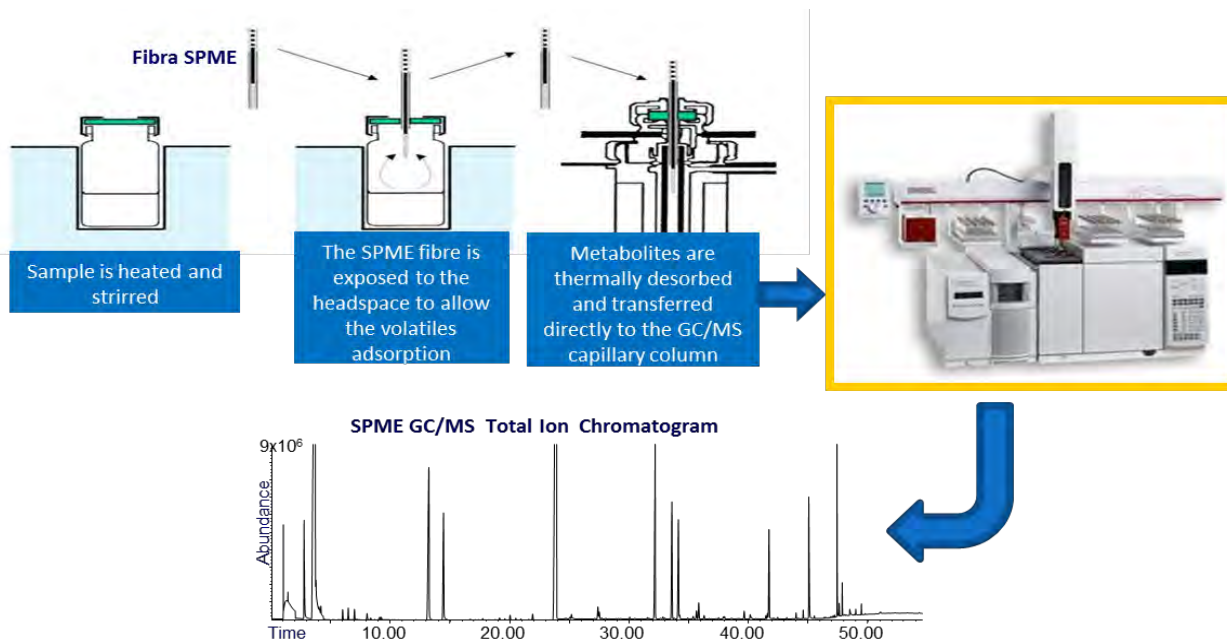 Fibra SPME
Sample is heated and
strirred
The SPME fibre is
exposed to the
headspace to allow
the volatiles
adsorption
Metabolites are
thermally desorbed
and transferred
directly to the GC/MS
capillary column
SPME GC/MS Total Ion Chromatogram
9x10⁶
Abundance
Time
10.00
20.00
30.00
40.00
50.00